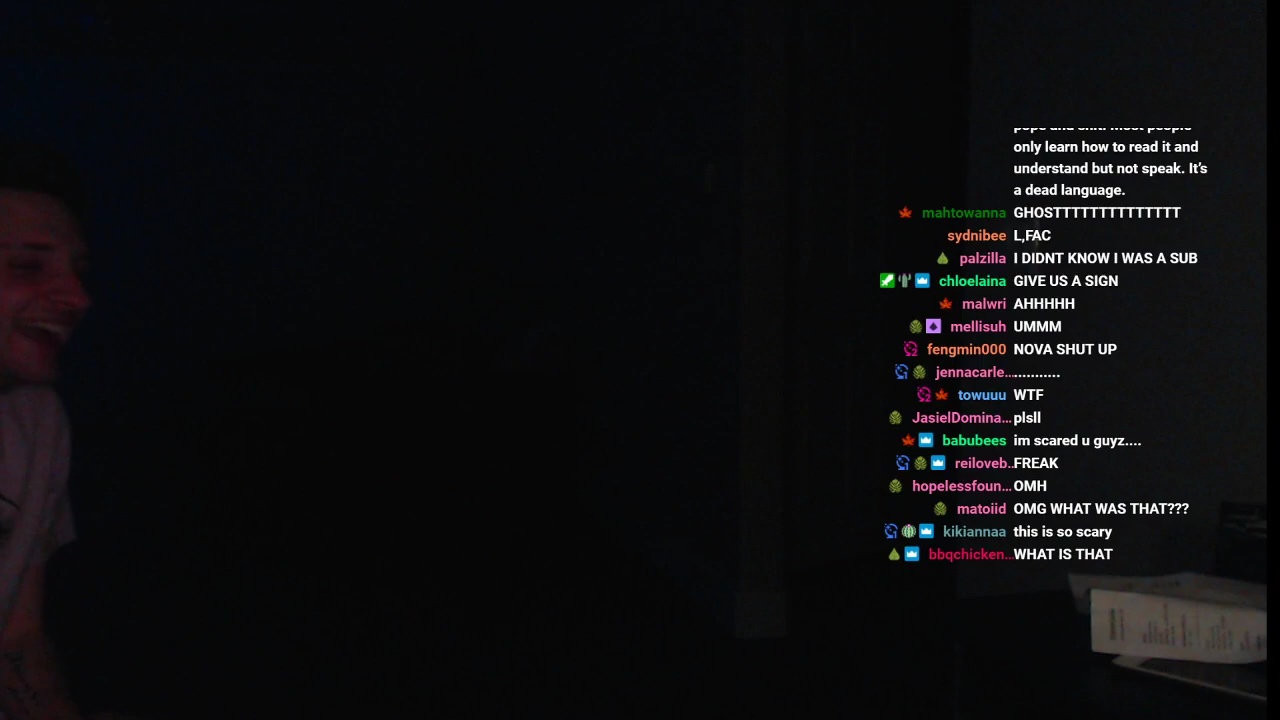 only learn how to read it and
understand but not speak. It's
a dead language.
mahtowanna GHOSTTTTTTTTTTTTTT
sydnibee L,FAC
palzilla I DIDNT KNOW I WAS A SUB
chloelaina GIVE US A SIGN
malwri AHHHHH
mellisuh UMMM
fengmin000 NOVA SHUT UP
jennacarle... ...........
towuuu WTF
JasielDomina... plsll
babubees im scared u guyz....
reiloveb... FREAK
hopelessfoun... OMH
matoiid OMG WHAT WAS THAT???
kikiannaa this is so scary
bbqchicken... WHAT IS THAT